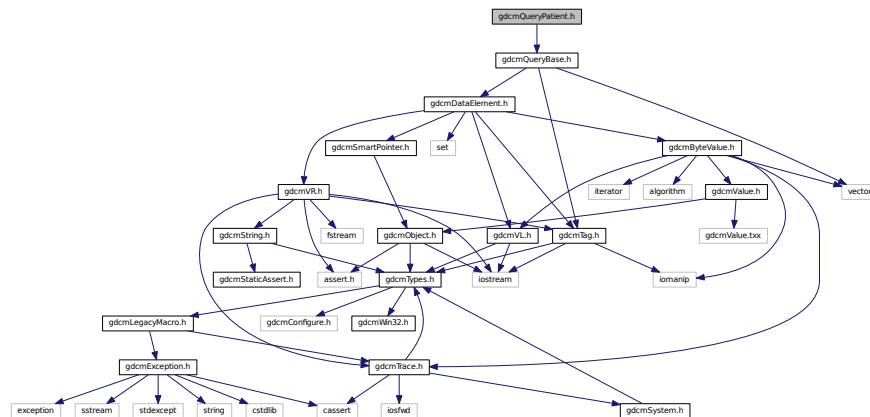 gdcmQueryPatient.h
gdcmQueryBase.h
gdcmDataElement.h
gdcmSmartPointer.h
set
gdcmByteValue.h
gdcmVR.h
iterator
algorithm
gdcmValue.h
vector
gdcmString.h
fstream
gdcmObject.h
gdcmVL.h
gdcmTag.h
gdcmValue.txx
gdcmStaticAssert.h
assert.h
gdcmTypes.h
iostream
iomanip
gdcmLegacyMacro.h
gdcmConfigure.h
gdcmWin32.h
gdcmException.h
gdcmTrace.h
exception
sstream
stdexcept
string
cstdlib
cassert
iosfwd
gdcmSystem.h